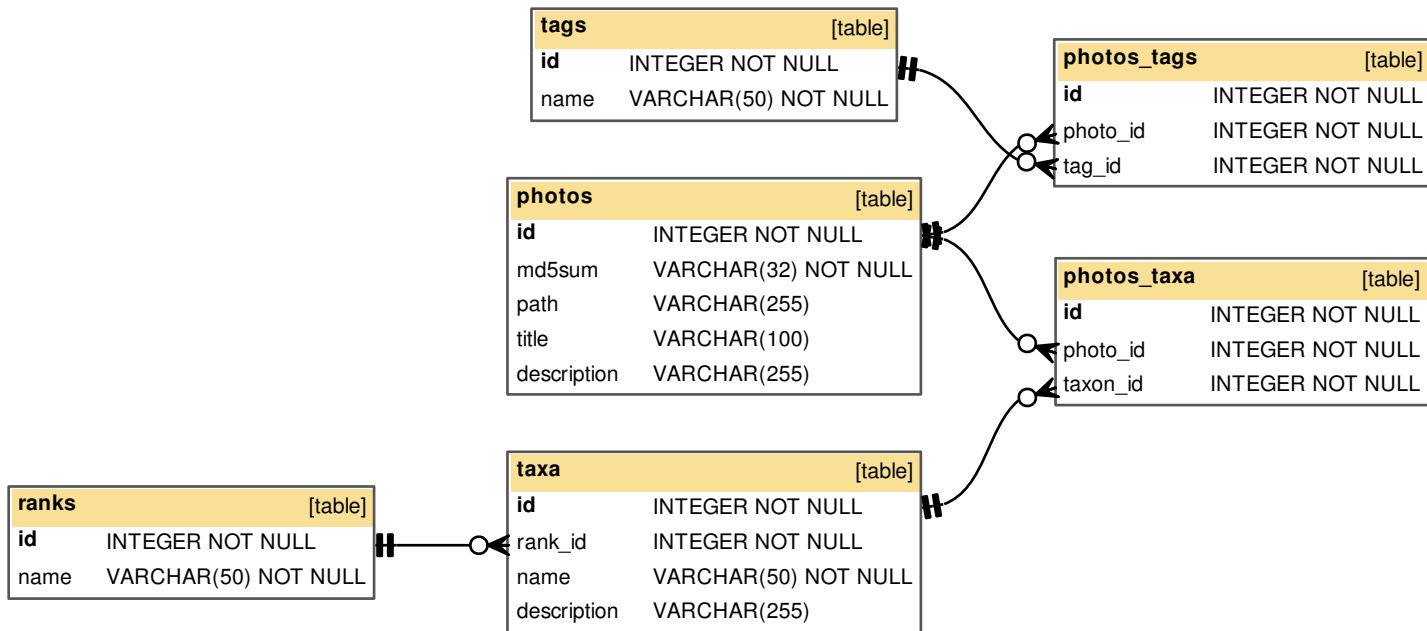 tags [table]
id INTEGER NOT NULL
name VARCHAR(50) NOT NULL
photos_tags [table]
id INTEGER NOT NULL
photo_id INTEGER NOT NULL
tag_id INTEGER NOT NULL
photos [table]
id INTEGER NOT NULL
md5sum VARCHAR(32) NOT NULL
path VARCHAR(255)
title VARCHAR(100)
description VARCHAR(255)
photos_taxa [table]
id INTEGER NOT NULL
photo_id INTEGER NOT NULL
taxon_id INTEGER NOT NULL
ranks [table]
id INTEGER NOT NULL
name VARCHAR(50) NOT NULL
taxa [table]
id INTEGER NOT NULL
rank_id INTEGER NOT NULL
name VARCHAR(50) NOT NULL
description VARCHAR(255)